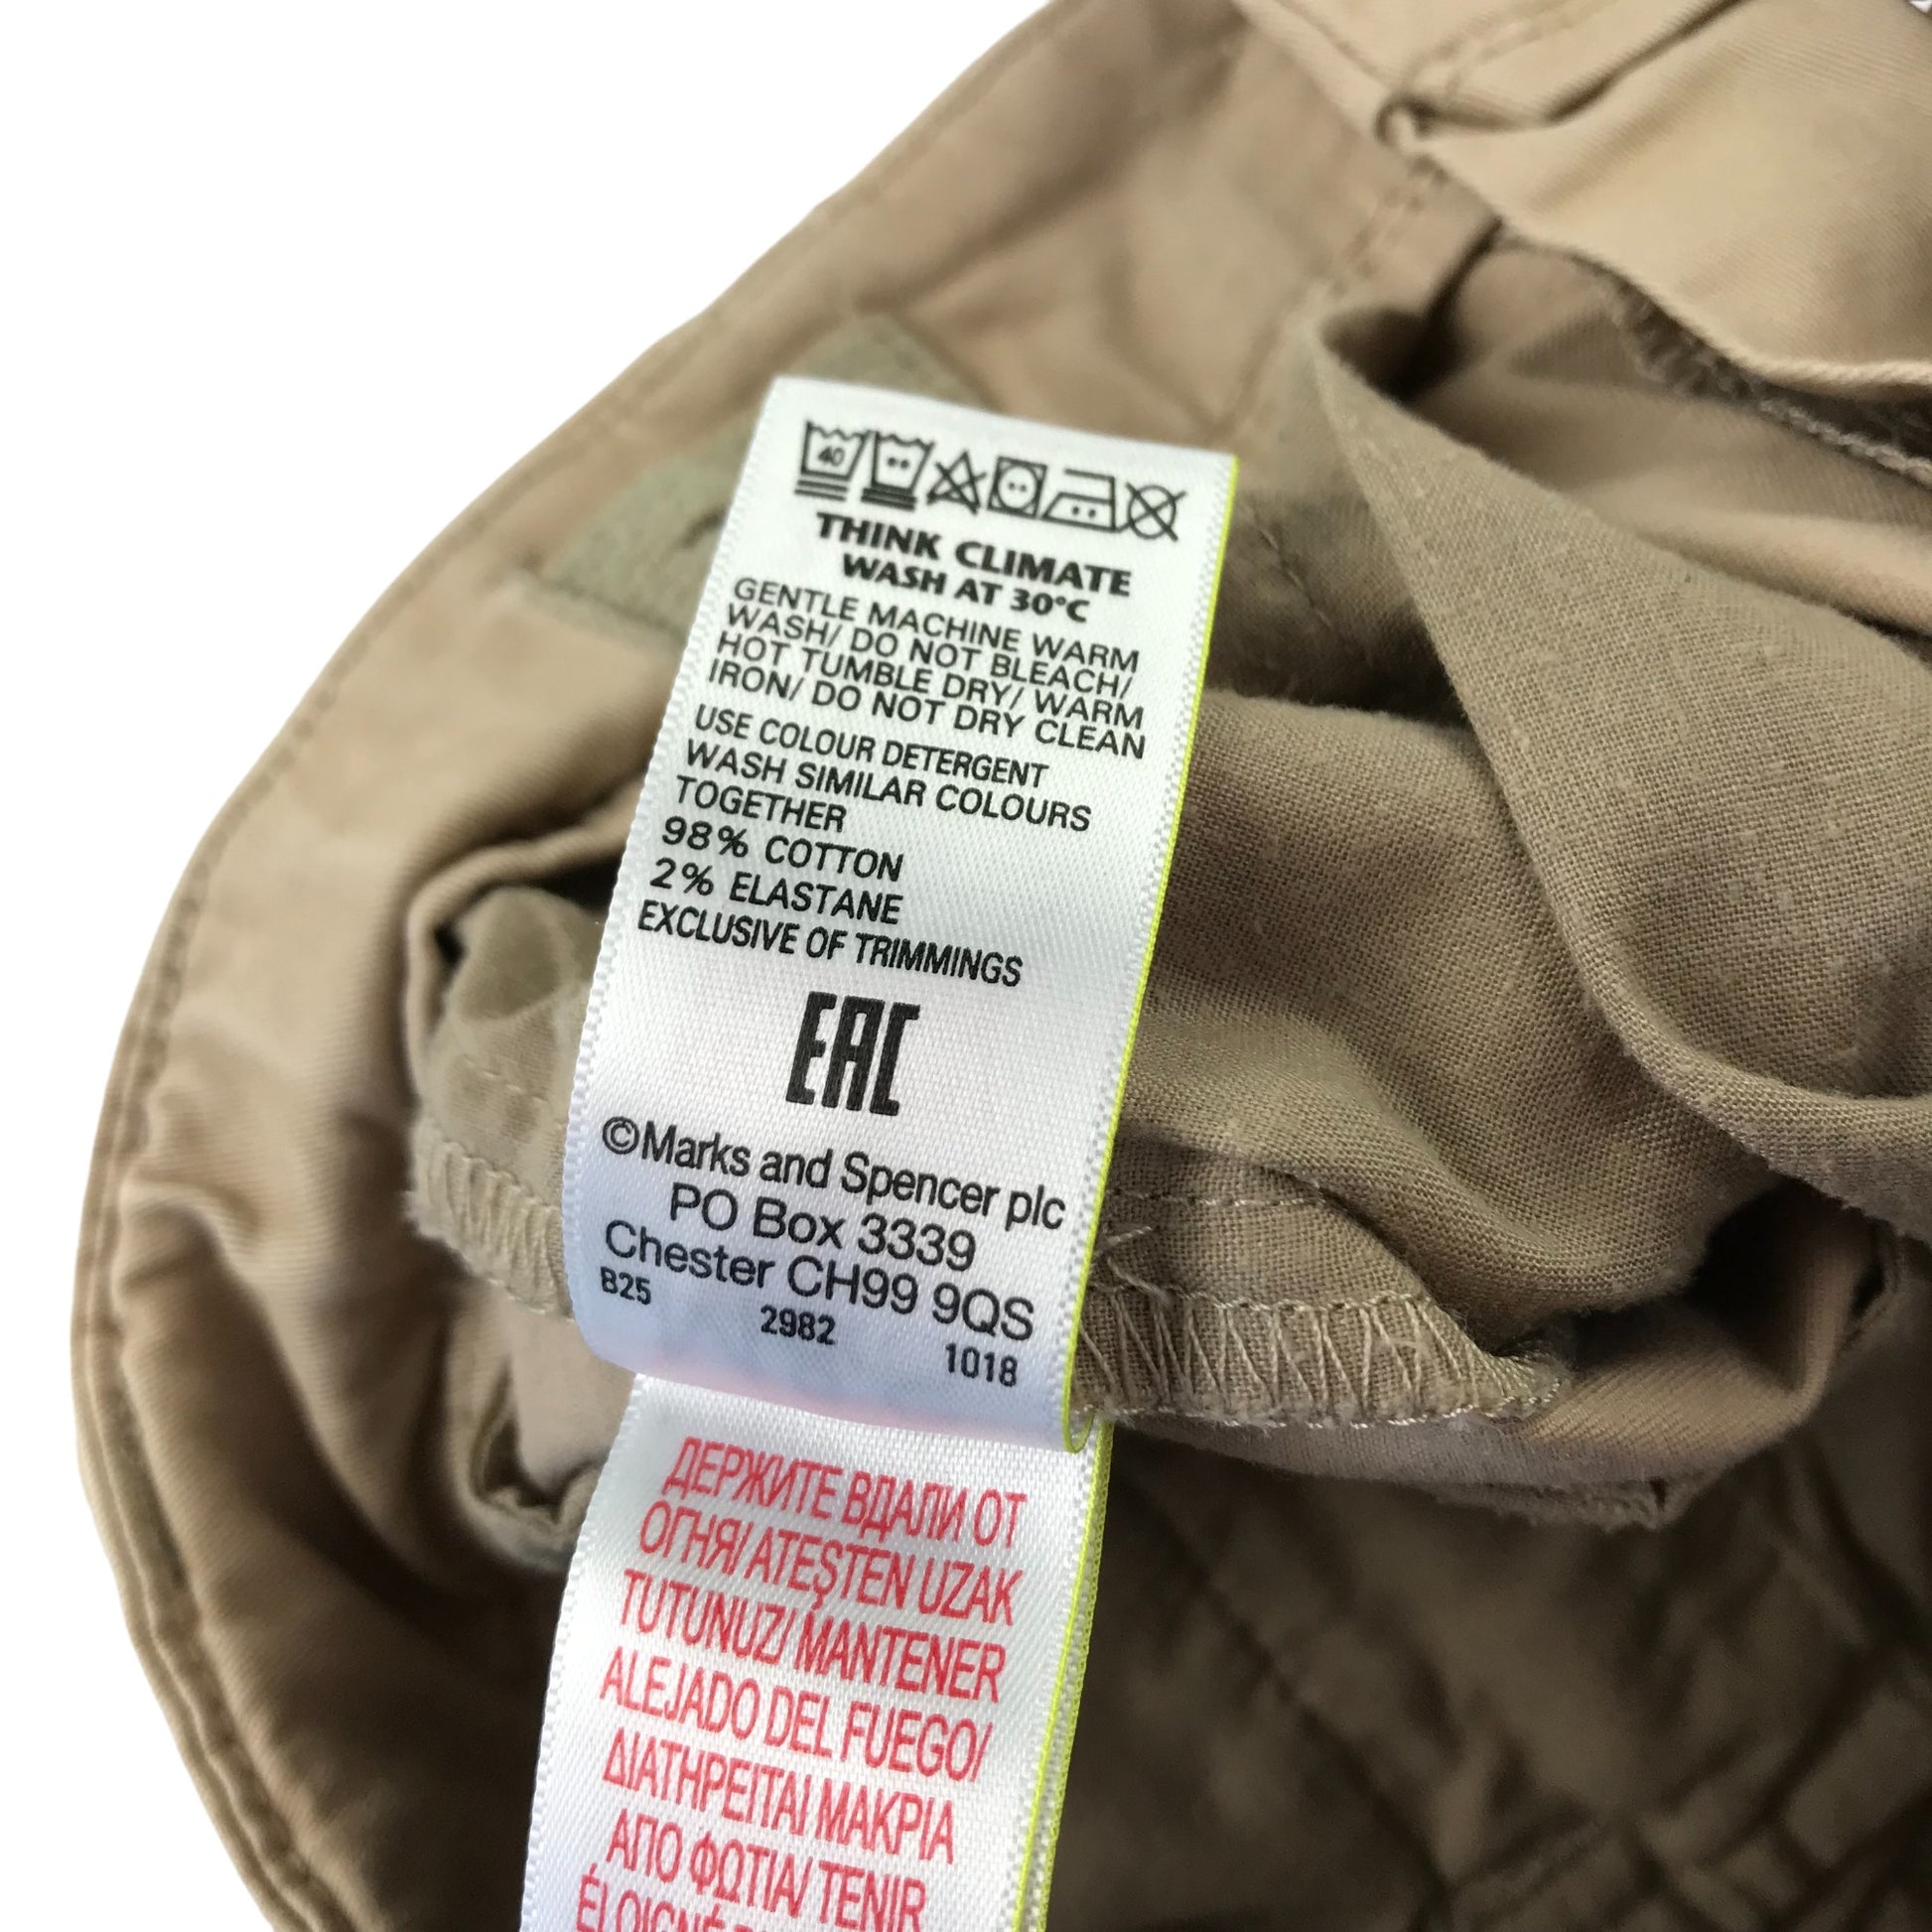 40
THINK CLIMATE
WASH AT 30°C
GENTLE MACHINE WARM
WASH/ DO NOT BLEACH/
HOT TUMBLE DRY/ WARM
IRON/ DO NOT DRY CLEAN
USE COLOUR DETERGENT
WASH SIMILAR COLOURS
TOGETHER
98% COTTON
2% ELASTANE
EXCLUSIVE OF TRIMMINGS
EAC
©Marks and Spencer plc
PO Box 3339
Chester CH99 9QS
B25 2982 1018
ДЕРЖИТЕ ВДАЛИ ОТ
ОГНЯ/ ATEŞTEN UZAK
TUTUNUZ/ MANTENER
ALEJADO DEL FUEGO/
ΔΙΑΤΗΡΕΙΤΑΙ ΜΑΚΡΙΑ
ΑΠΟ ΦΩΤΙΑ/ TENIR
ÉLOIGNÉ